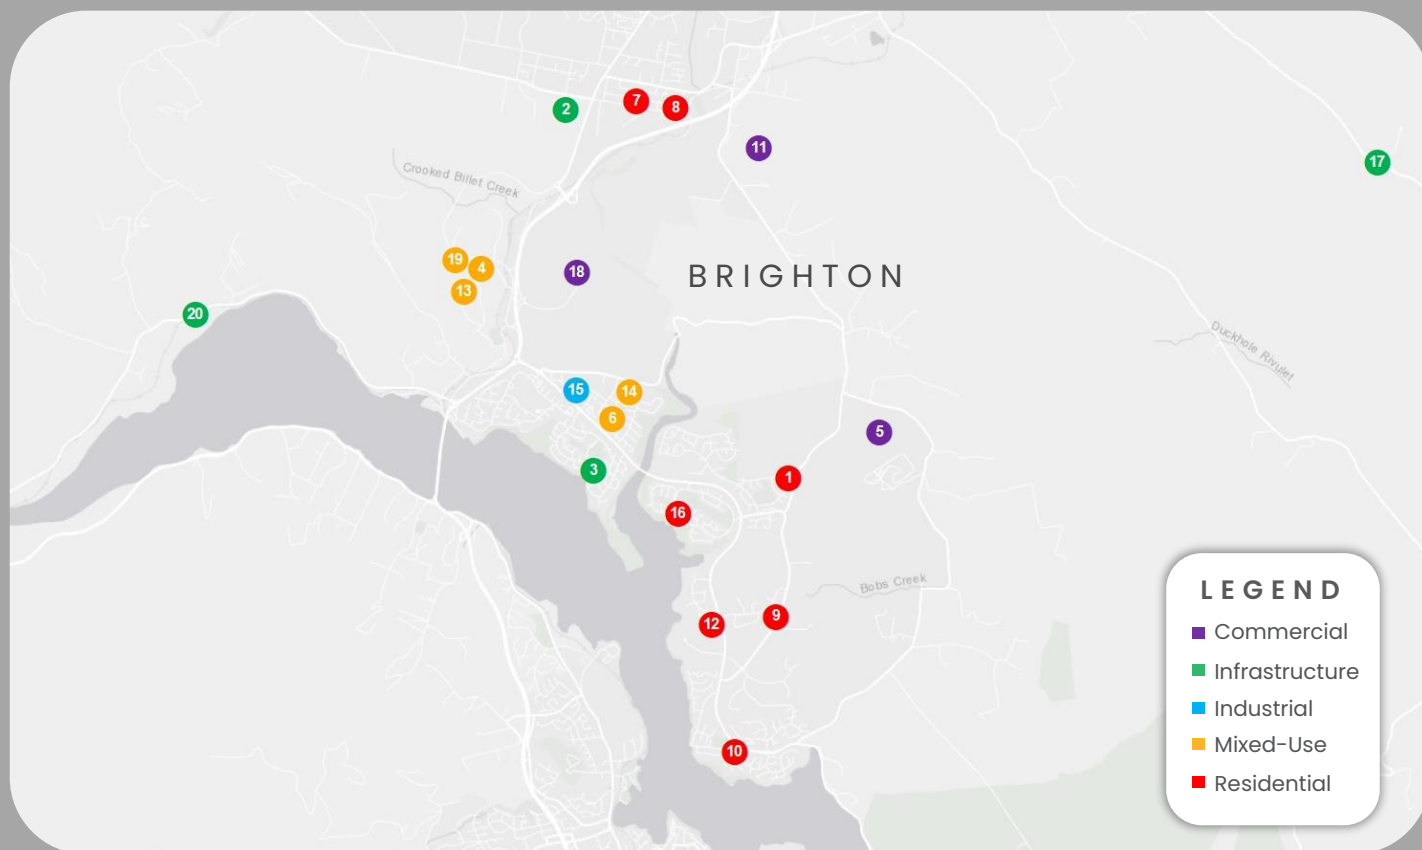 7
8
2
11
17
Crooked Billet Creek
19
4
18
BRIGHTON
13
20
Duckhole Rivulet
15
14
6
5
3
1
16
Bobs Creek
9
12
10
LEGEND
Commercial
Infrastructure
Industrial
Mixed-Use
Residential